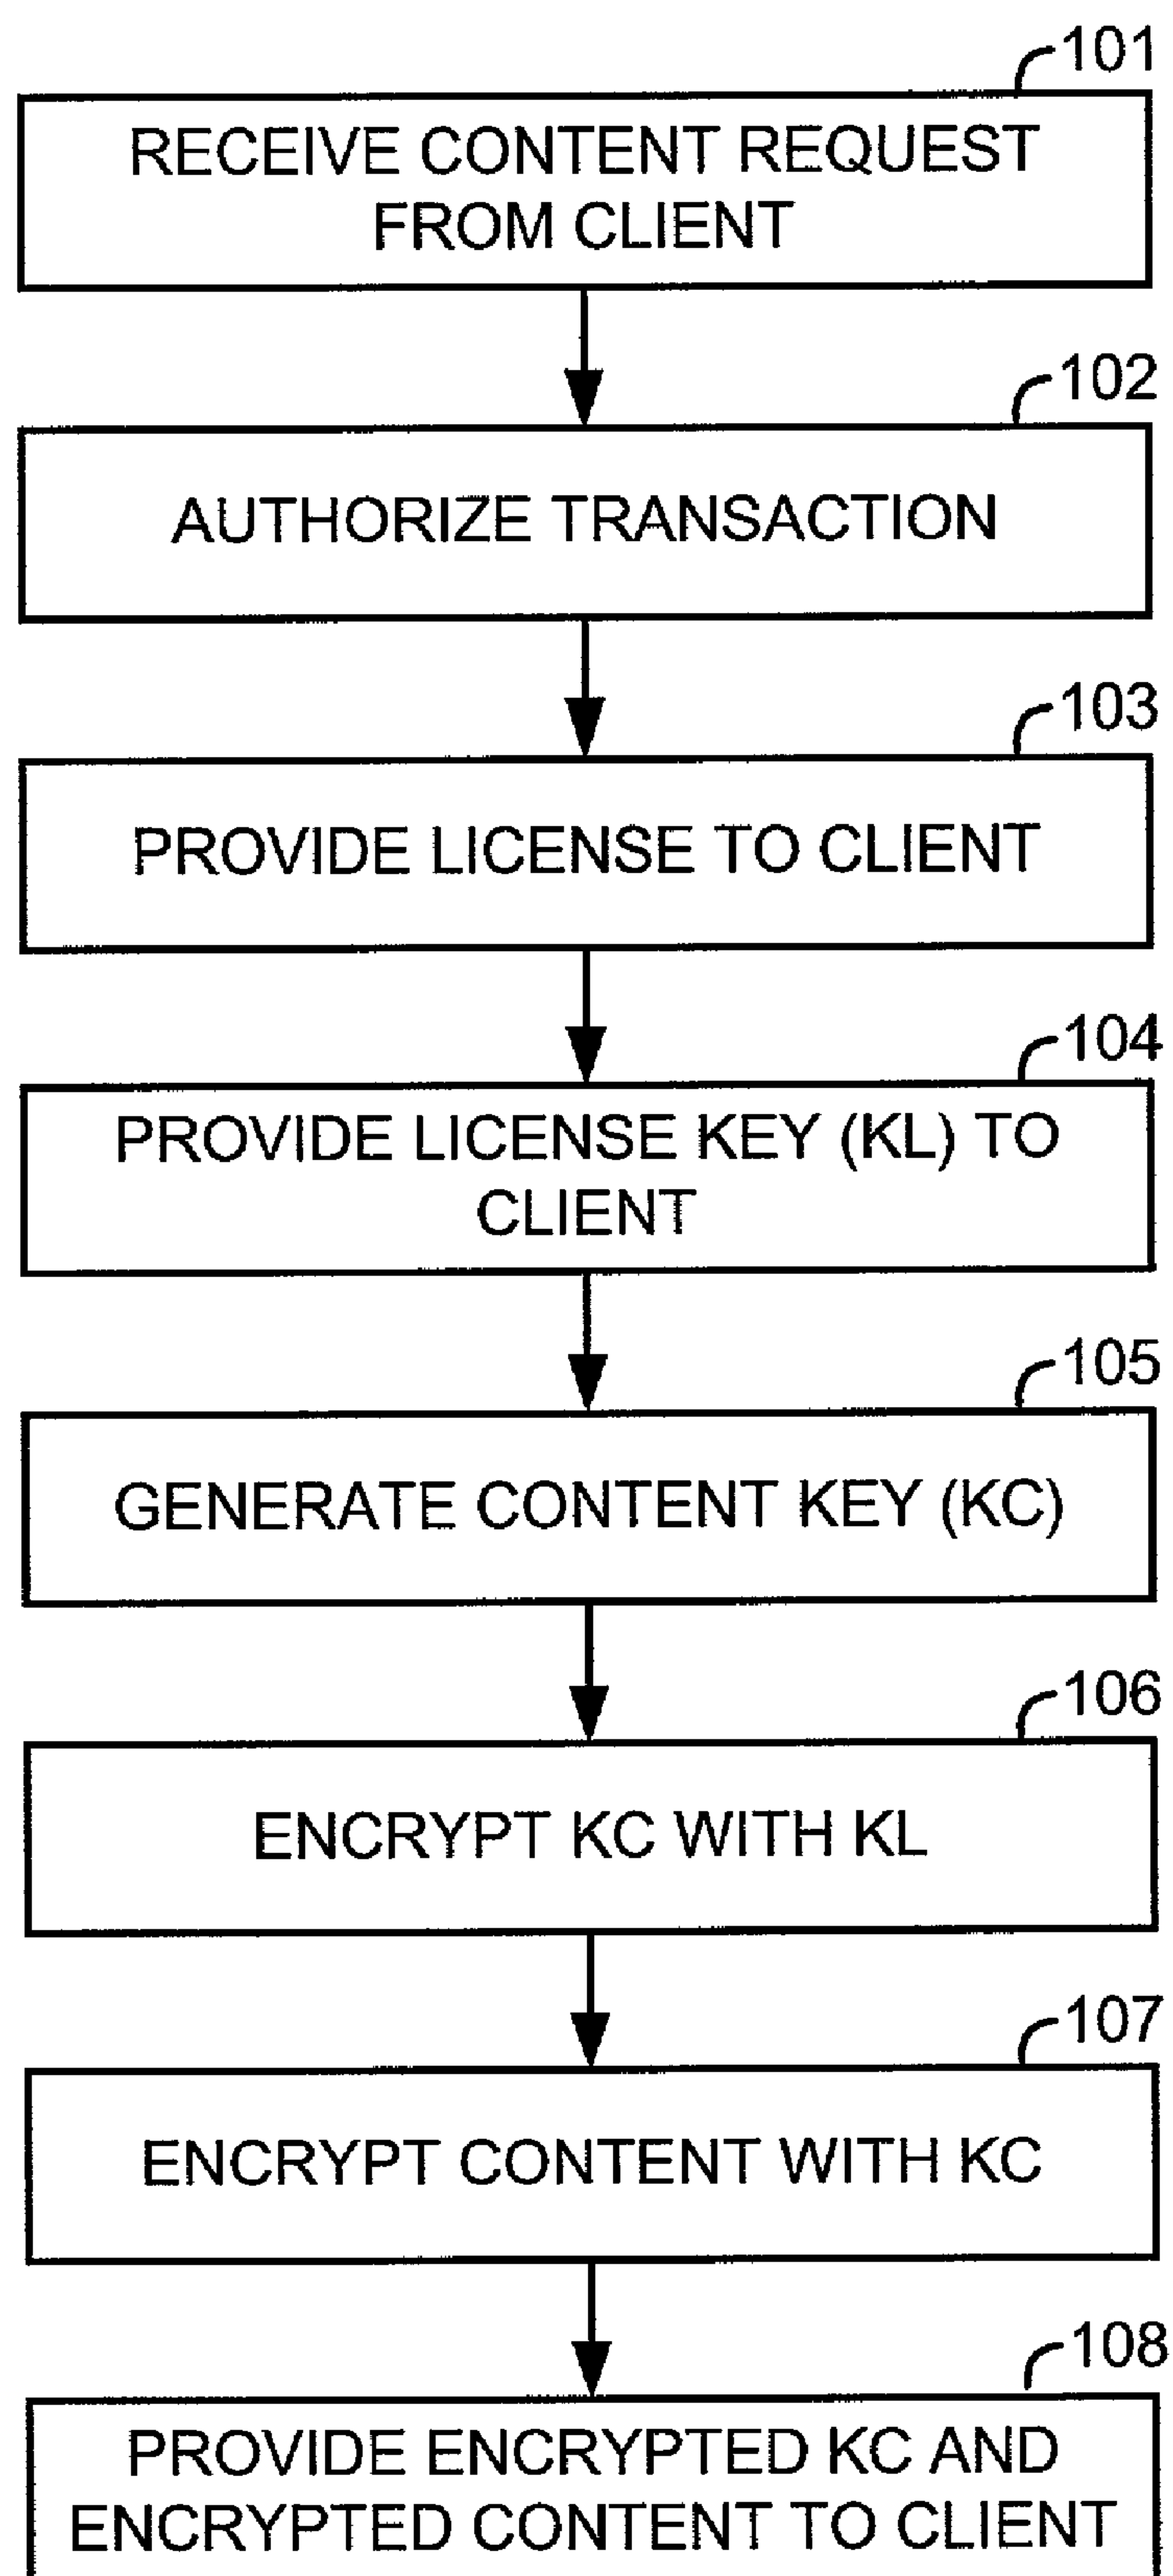 101
RECEIVE CONTENT REQUEST
FROM CLIENT
102
AUTHORIZE TRANSACTION
103
PROVIDE LICENSE TO CLIENT
104
PROVIDE LICENSE KEY (KL) TO
CLIENT
105
GENERATE CONTENT KEY (KC)
106
ENCRYPT KC WITH KL
107
ENCRYPT CONTENT WITH KC
108
PROVIDE ENCRYPTED KC AND
ENCRYPTED CONTENT TO CLIENT